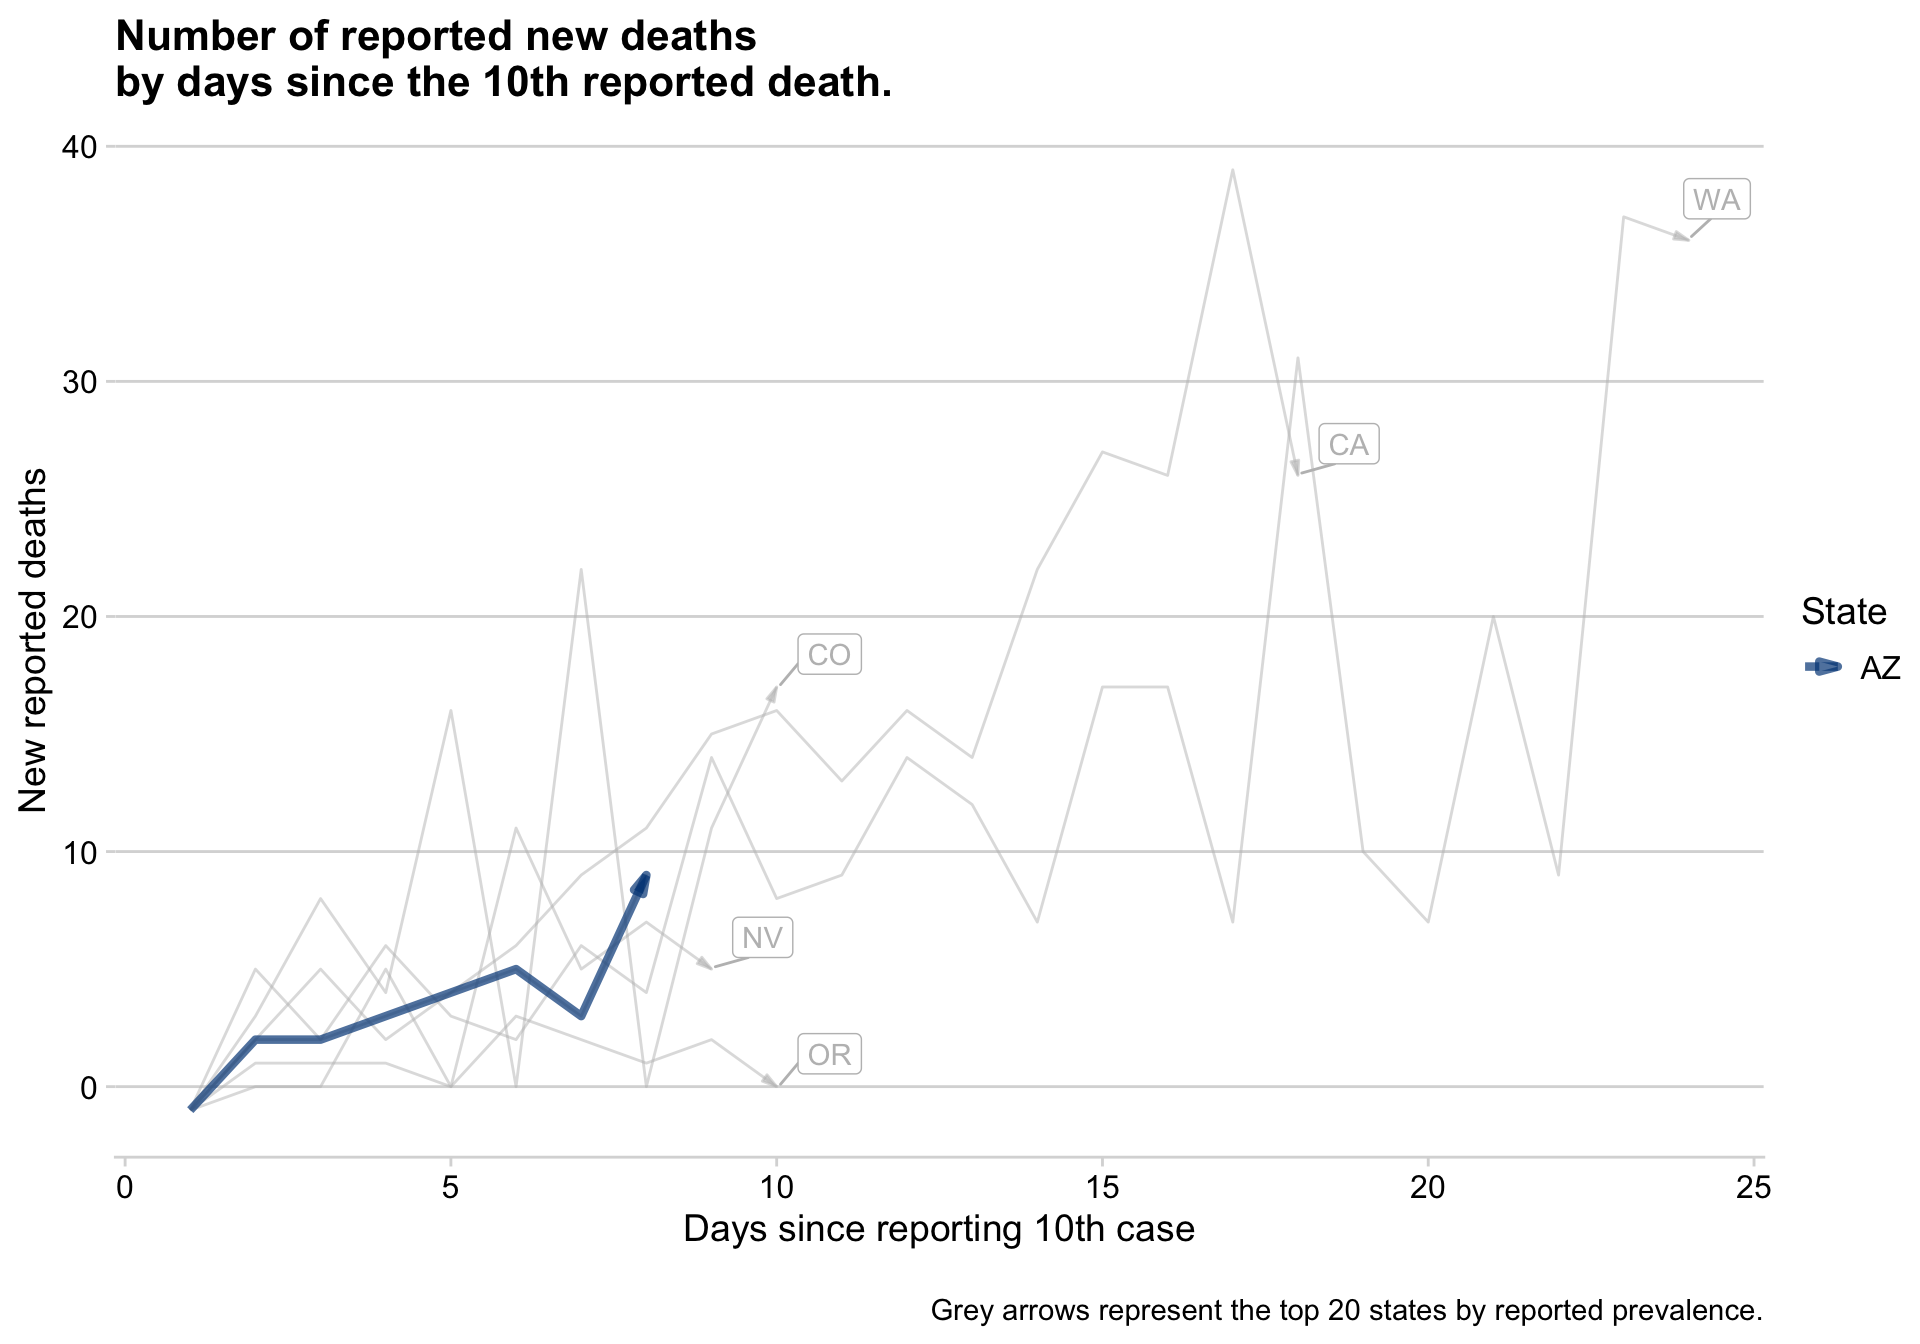 Number of reported new deaths
by days since the 10th reported death.
40
30
20
10
0
New reported deaths
WA
CA
CO
NV
OR
State
AZ
0 5 10 15 20 25
Days since reporting 10th case
Grey arrows represent the top 20 states by reported prevalence.